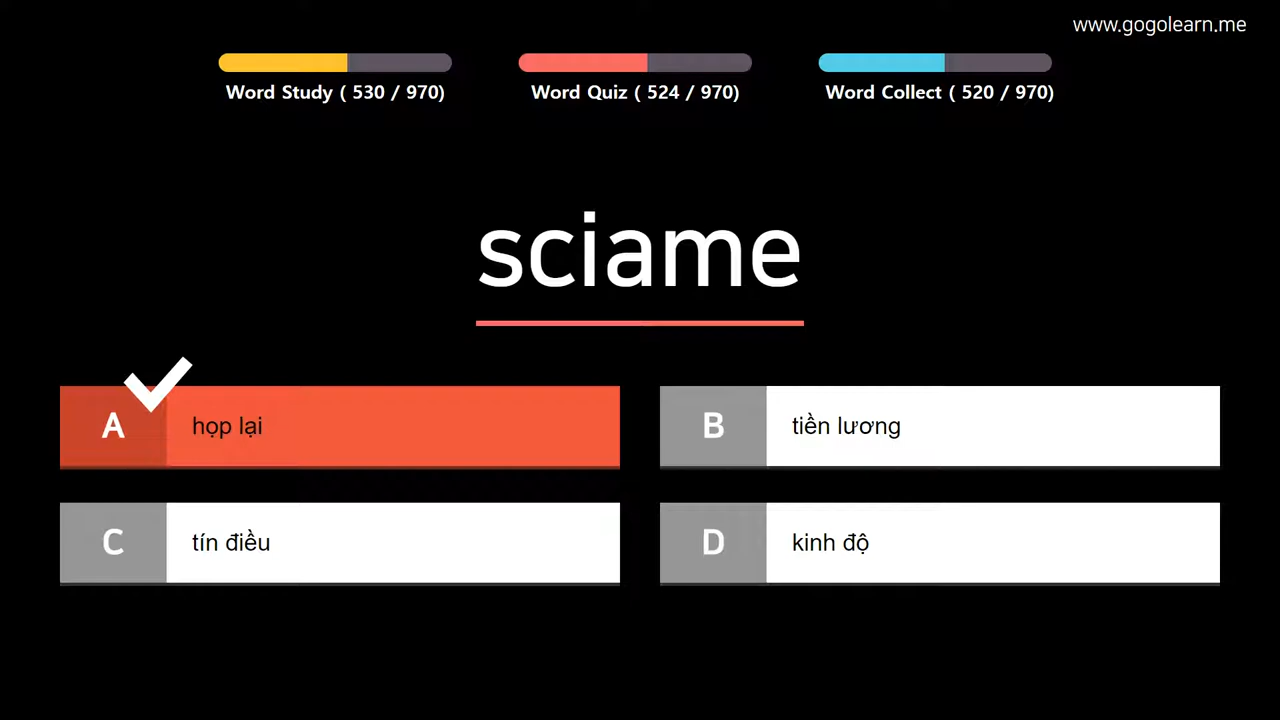 www.gogolearn.me
Word Study ( 530 / 970)
Word Quiz ( 524 / 970)
Word Collect ( 520 / 970)
sciame
A họp lại
B tiền lương
C tín điều
D kinh độ